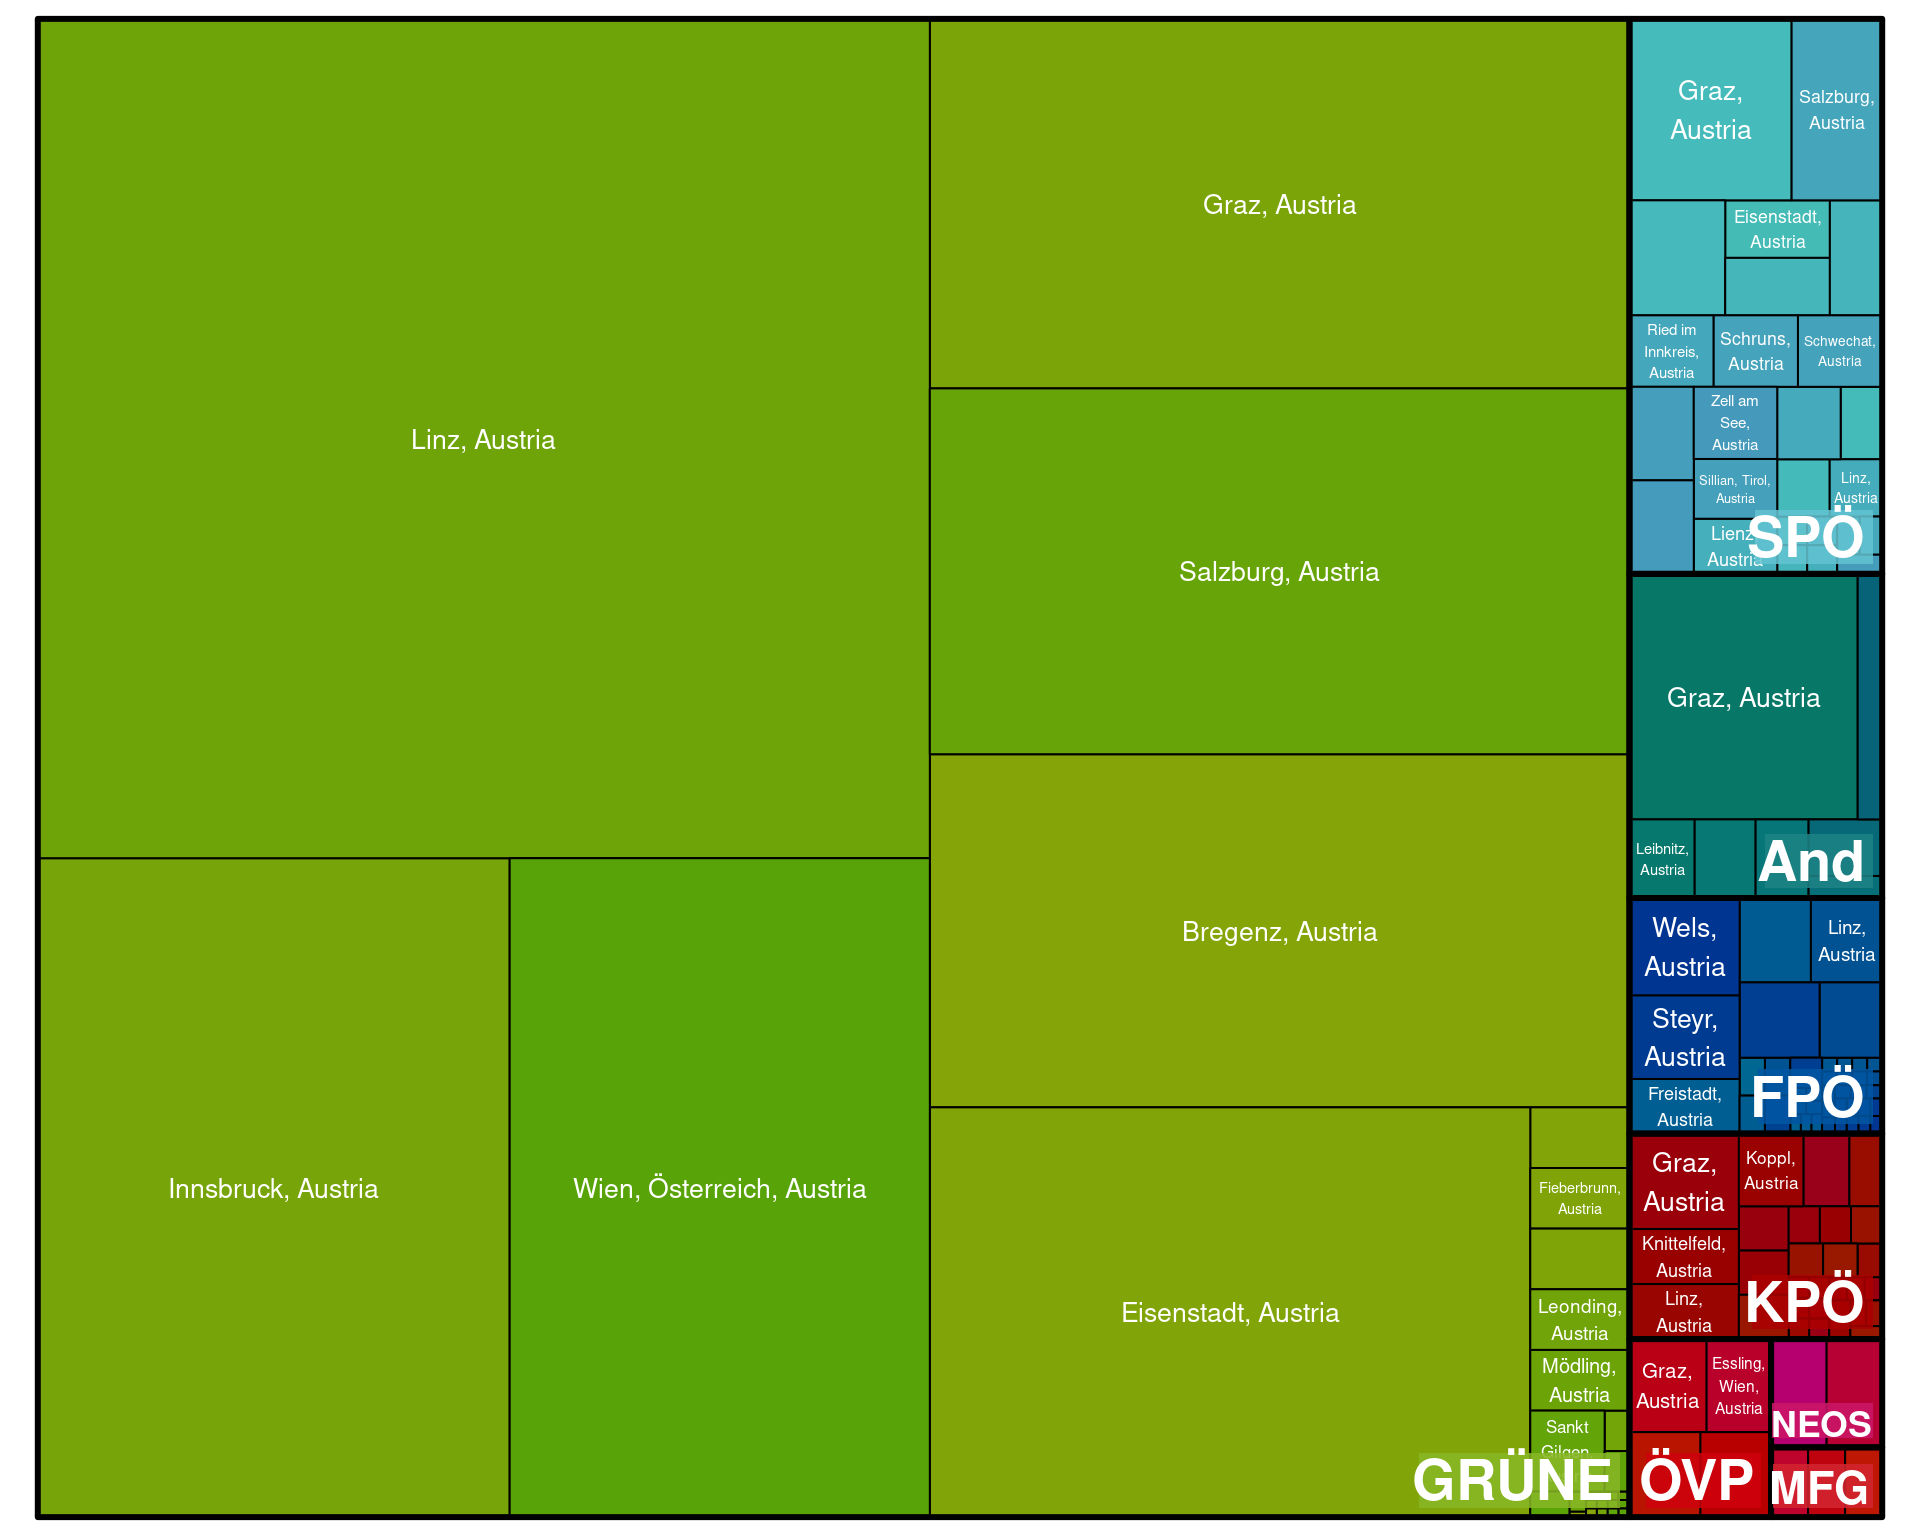 Linz, Austria
Innsbruck, Austria
Wien, Österreich, Austria
Graz, Austria
Salzburg, Austria
Bregenz, Austria
Eisenstadt, Austria
Fieberbrunn,
Austria
Leonding,
Austria
Mödling,
Austria
Sankt
Gilgen,
GRÜNE
Graz,
Austria
Salzburg,
Austria
Eisenstadt,
Austria
Ried im
Innkreis,
Austria
Schruns,
Austria
Schwechat,
Austria
Zell am
See,
Austria
Sillian, Tirol,
Austria
Linz,
Austria
Lienz,
Austria
SPÖ
Graz, Austria
Leibnitz,
Austria
And
Wels,
Austria
Linz,
Austria
Steyr,
Austria
Freistadt,
Austria
FPÖ
Graz,
Austria
Koppl,
Austria
Knittelfeld,
Austria
Linz,
Austria
KPÖ
Graz,
Austria
Essling,
Wien,
Austria
ÖVP
NEOS
MFG